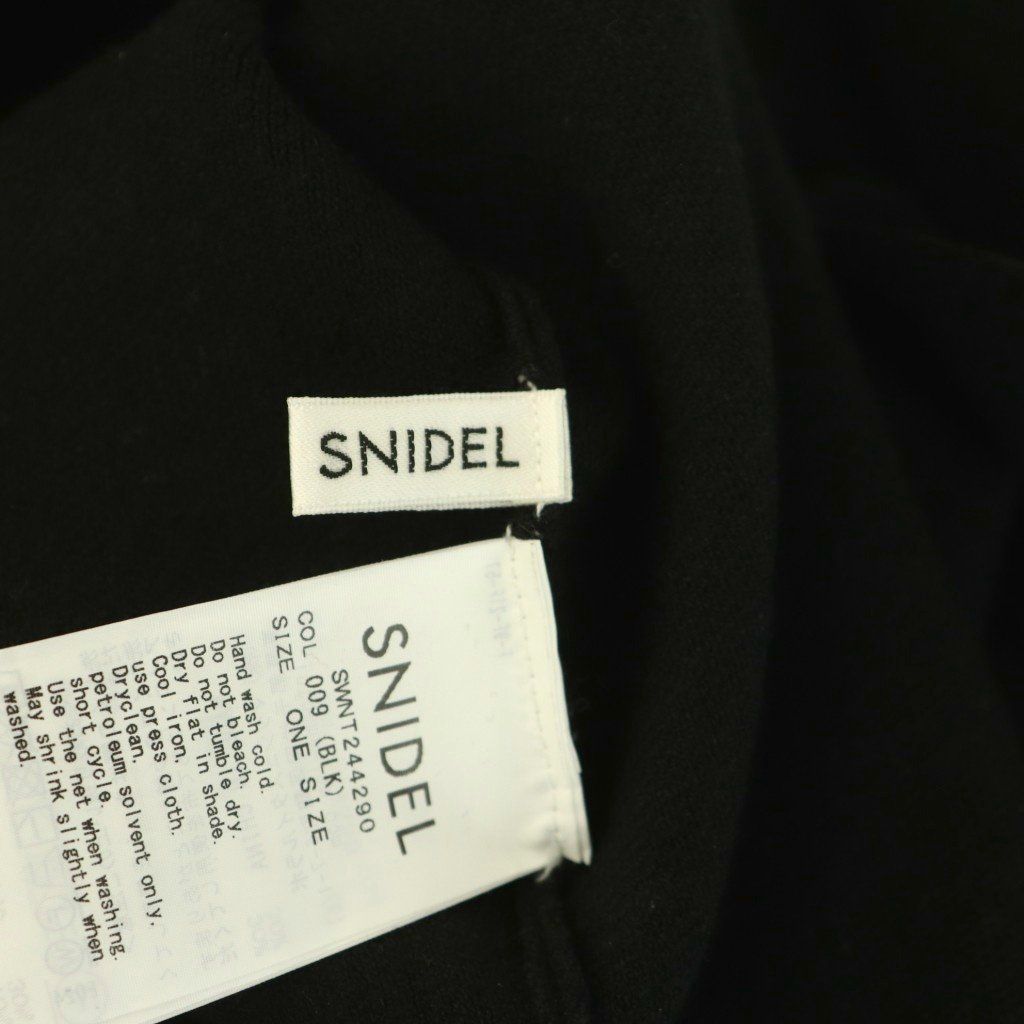 SNIDEL
SNIDEL
SWNT244290
COL 009 (BLK)
SIZE ONE SIZE
Hand wash cold.
Do not bleach.
Do not tumble dry.
Dry flat in shade.
Cool iron.
use press cloth.
Dryclean.
petroleum solvent only.
short cycle.
Use the net when washing.
May shrink slightly when
washed.